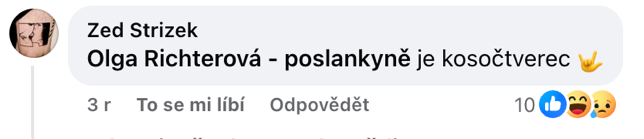 Zed Strizek
Olga Richterová - poslankyně je kosočtverec 🤟
3 r To se mi líbí Odpovědět 10